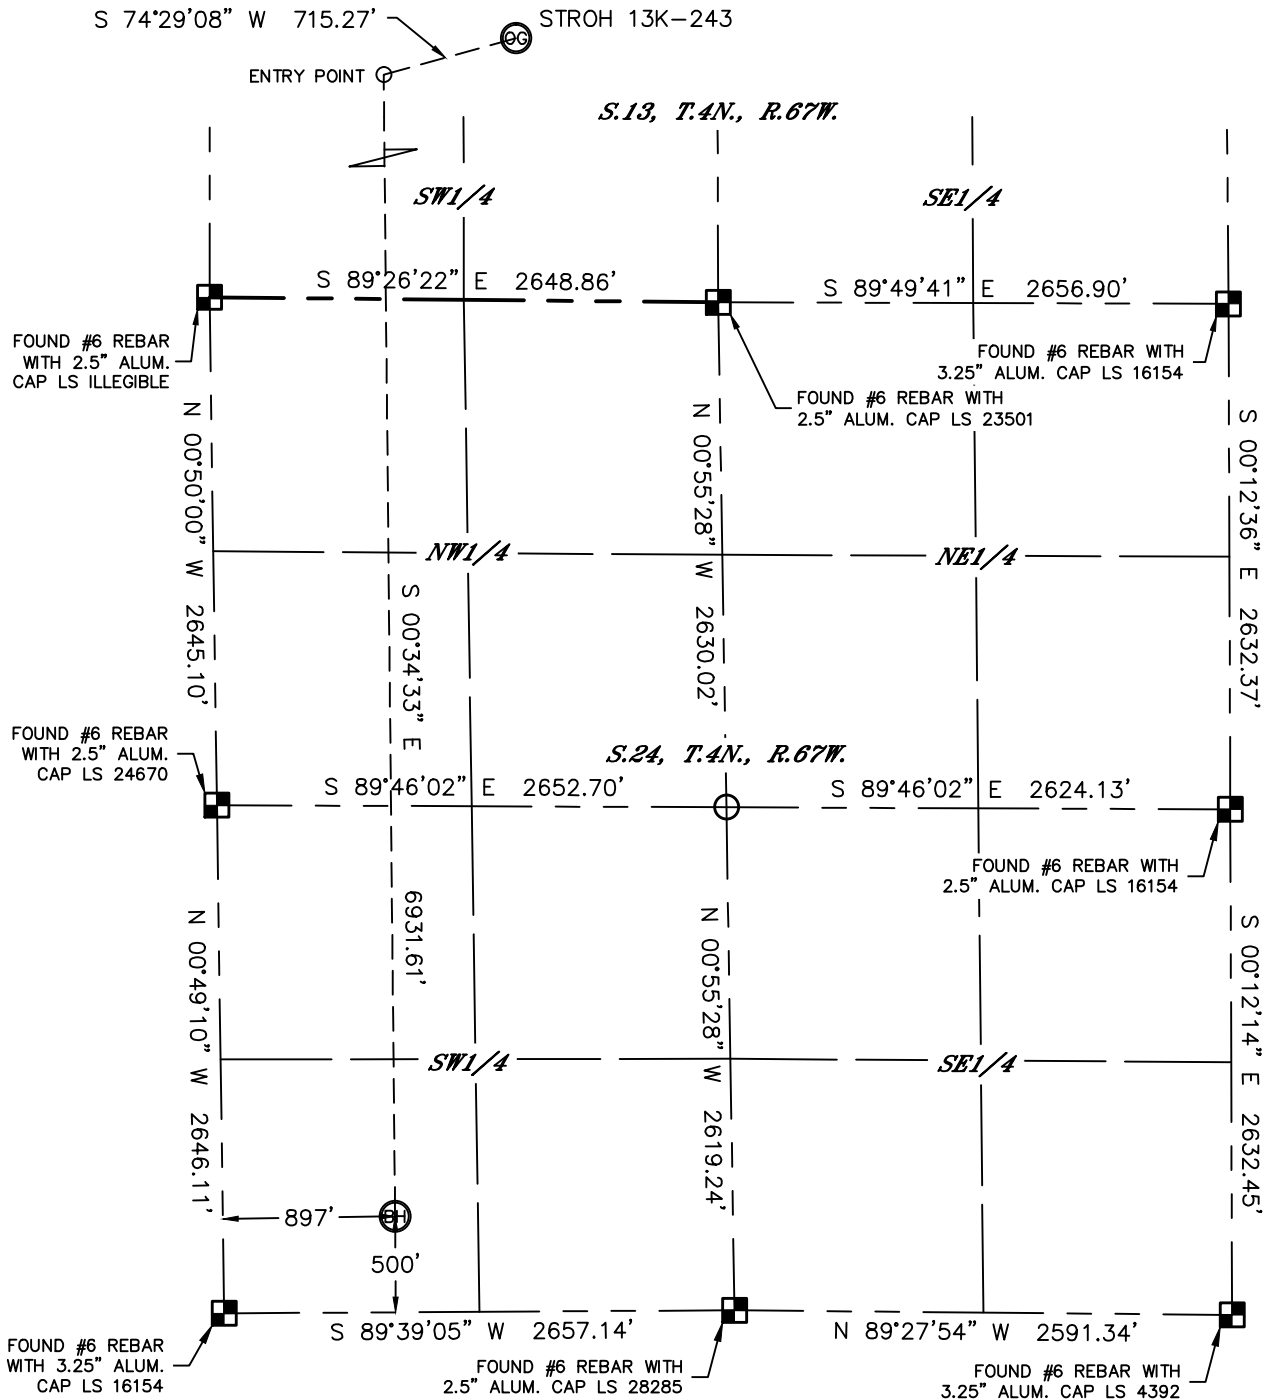 S 74°29'08" W 715.27'
OG
STROH 13K-243
ENTRY POINT
S.13, T.4N., R.67W.
SW1/4
SE1/4
S 89°26'22" E 2648.86'
S 89°49'41" E 2656.90'
FOUND #6 REBAR
WITH 2.5" ALUM.
CAP LS ILLEGIBLE
FOUND #6 REBAR WITH
3.25" ALUM. CAP LS 16154
FOUND #6 REBAR WITH
2.5" ALUM. CAP LS 23501
N 00°50'00" W 2645.10'
N 00°55'28" W 2630.02'
S 00°12'36" E 2632.37'
NW1/4
NE1/4
S 00°34'33" E 6931.61'
FOUND #6 REBAR
WITH 2.5" ALUM.
CAP LS 24670
S.24, T.4N., R.67W.
S 89°46'02" E 2652.70'
S 89°46'02" E 2624.13'
FOUND #6 REBAR WITH
2.5" ALUM. CAP LS 16154
N 00°49'10" W 2646.11'
N 00°55'28" W 2619.24'
S 00°12'14" E 2632.45'
SW1/4
SE1/4
897'
BH
500'
S 89°39'05" W 2657.14'
N 89°27'54" W 2591.34'
FOUND #6 REBAR
WITH 3.25" ALUM.
CAP LS 16154
FOUND #6 REBAR WITH
2.5" ALUM. CAP LS 28285
FOUND #6 REBAR WITH
3.25" ALUM. CAP LS 4392